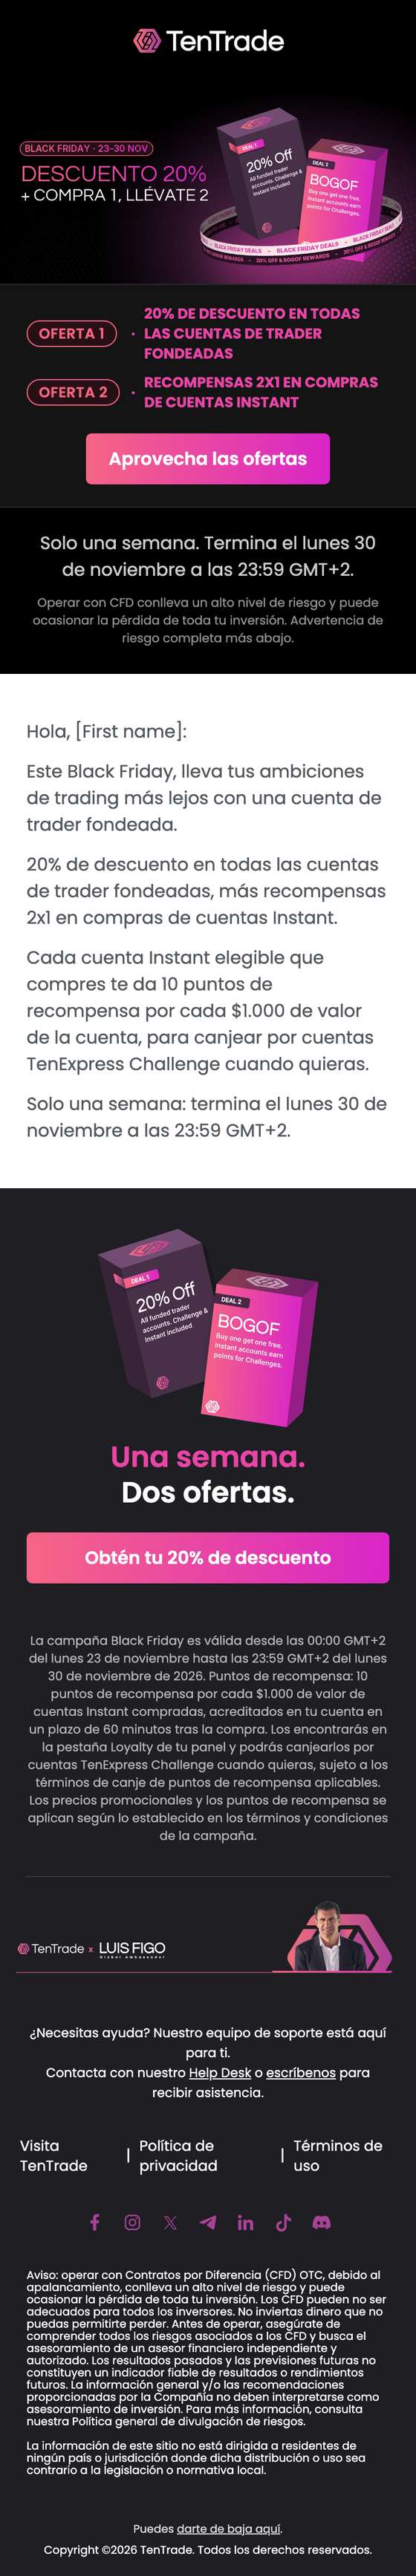 TenTrade
BLACK FRIDAY - 23–30 NOV
DESCUENTO 20%
+ COMPRA 1, LLÉVATE 2
DEAL 1
20% Off
All funded trader
accounts. Challenge &
Instant included
DEAL 2
BOGOF
Buy one get one free.
Instant accounts earn
points for Challenges.
BLACK FRIDAY DEALS – BLACK FRIDAY DEALS – BLACK FRIDAY
20% OFF & BOGOF REWARDS
OFERTA 1
· 20% DE DESCUENTO EN TODAS
LAS CUENTAS DE TRADER
FONDEADAS
OFERTA 2
· RECOMPENSAS 2X1 EN COMPRAS
DE CUENTAS INSTANT
Aprovecha las ofertas
Solo una semana. Termina el lunes 30
de noviembre a las 23:59 GMT+2.
Operar con CFD conlleva un alto nivel de riesgo y puede
ocasionar la pérdida de toda tu inversión. Advertencia de
riesgo completa más abajo.
Hola, [First name]:
Este Black Friday, lleva tus ambiciones
de trading más lejos con una cuenta de
trader fondeada.
20% de descuento en todas las cuentas
de trader fondeadas, más recompensas
2x1 en compras de cuentas Instant.
Cada cuenta Instant elegible que
compres te da 10 puntos de
recompensa por cada $1.000 de valor
de la cuenta, para canjear por cuentas
TenExpress Challenge cuando quieras.
Solo una semana: termina el lunes 30 de
noviembre a las 23:59 GMT+2.
DEAL 1
20% Off
All funded trader
accounts. Challenge &
Instant Included
DEAL 2
BOGOF
Buy one get one free.
Instant accounts earn
points for Challenges.
Una semana.
Dos ofertas.
Obtén tu 20% de descuento
La campaña Black Friday es válida desde las 00:00 GMT+2
del lunes 23 de noviembre hasta las 23:59 GMT+2 del lunes
30 de noviembre de 2026. Puntos de recompensa: 10
puntos de recompensa por cada $1.000 de valor de
cuentas Instant compradas, acreditados en tu cuenta en
un plazo de 60 minutos tras la compra. Los encontrarás en
la pestaña Loyalty de tu panel y podrás canjearlos por
cuentas TenExpress Challenge cuando quieras, sujeto a los
términos de canje de puntos de recompensa aplicables.
Los precios promocionales y los puntos de recompensa se
aplican según lo establecido en los términos y condiciones
de la campaña.
TenTrade x LUIS FIGO
Global Ambassador
¿Necesitas ayuda? Nuestro equipo de soporte está aquí
para ti.
Contacta con nuestro Help Desk o escríbenos para
recibir asistencia.
Visita
TenTrade
|
Política de
privacidad
|
Términos de
uso
Aviso: operar con Contratos por Diferencia (CFD) OTC, debido al
apalancamiento, conlleva un alto nivel de riesgo y puede
ocasionar la pérdida de toda tu inversión. Los CFD pueden no ser
adecuados para todos los inversores. No inviertas dinero que no
puedas permitirte perder. Antes de operar, asegúrate de
comprender todos los riesgos asociados a los CFD y busca el
asesoramiento de un asesor financiero independiente y
autorizado. Los resultados pasados y las previsiones futuras no
constituyen un indicador fiable de resultados o rendimientos
futuros. La información general y/o las recomendaciones
proporcionadas por la Compañía no deben interpretarse como
asesoramiento de inversión. Para más información, consulta
nuestra Política general de divulgación de riesgos.
La información de este sitio no está dirigida a residentes de
ningún país o jurisdicción donde dicha distribución o uso sea
contrario a la legislación o normativa local.
Puedes darte de baja aquí.
Copyright ©2026 TenTrade. Todos los derechos reservados.